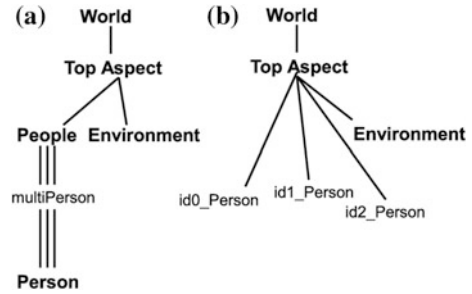 (a)
World
Top Aspect
People Environment
multiPerson
Person
(b)
World
Top Aspect
Environment
id0_Person id1_Person id2_Person